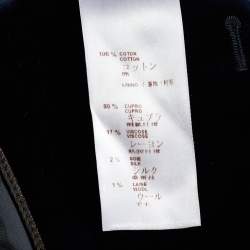 100 % COTON
COTTON
コットン
綿
80 % CUPRO
CUPRO
キュプラ
17 % VISCOSE
VISCOSE
レーヨン
2 % SOIE
SILK
シルク
1 % LAINE
WOOL
ウール